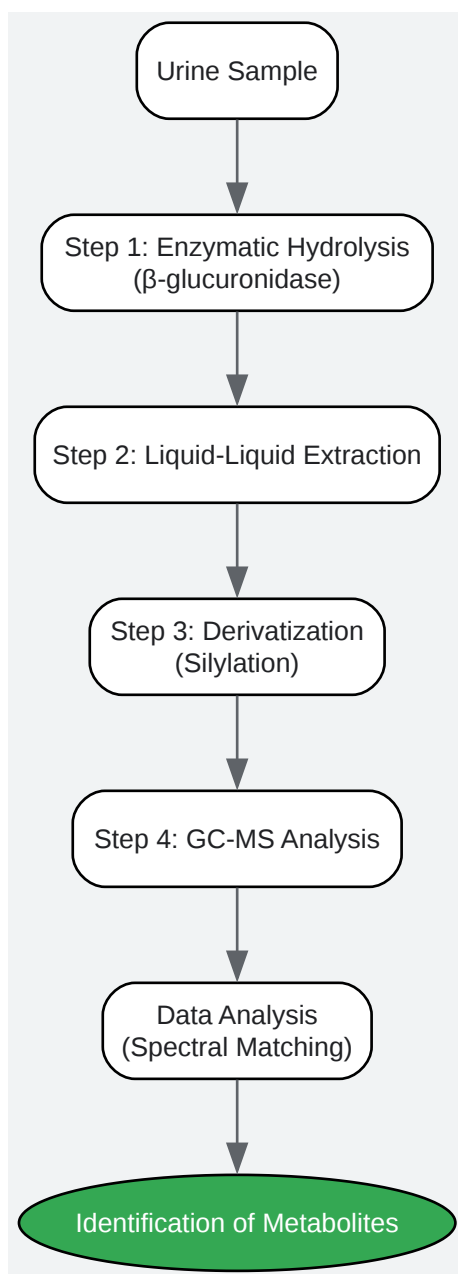 Urine Sample
Step 1: Enzymatic Hydrolysis
(β-glucuronidase)
Step 2: Liquid-Liquid Extraction
Step 3: Derivatization
(Silylation)
Step 4: GC-MS Analysis
Data Analysis
(Spectral Matching)
Identification of Metabolites